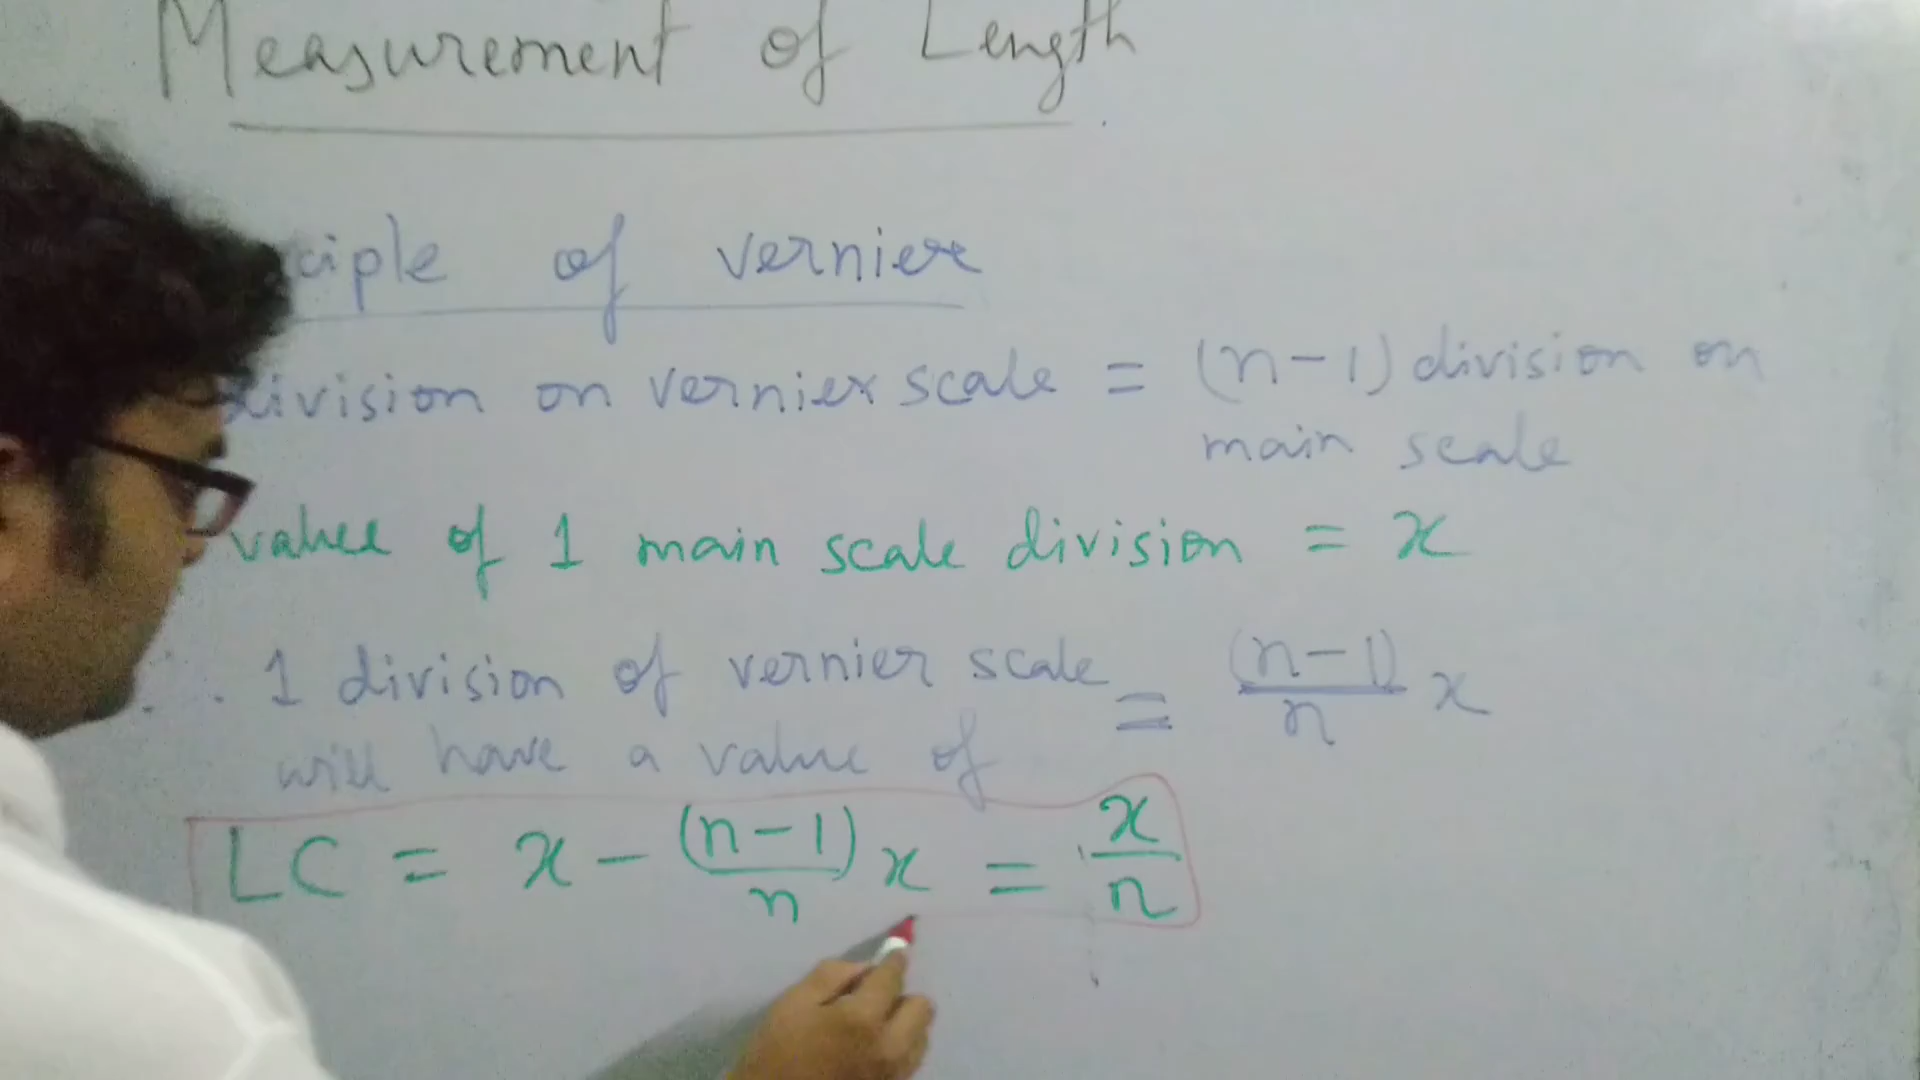 Measurement of Length
ciple of vernier
division on vernier scale = (n-1) division on
main scale
value of 1 main scale division = x
1 division of vernier scale = (n-1)/n x
will have a value of
LC = x - (n-1)/n x = x/n